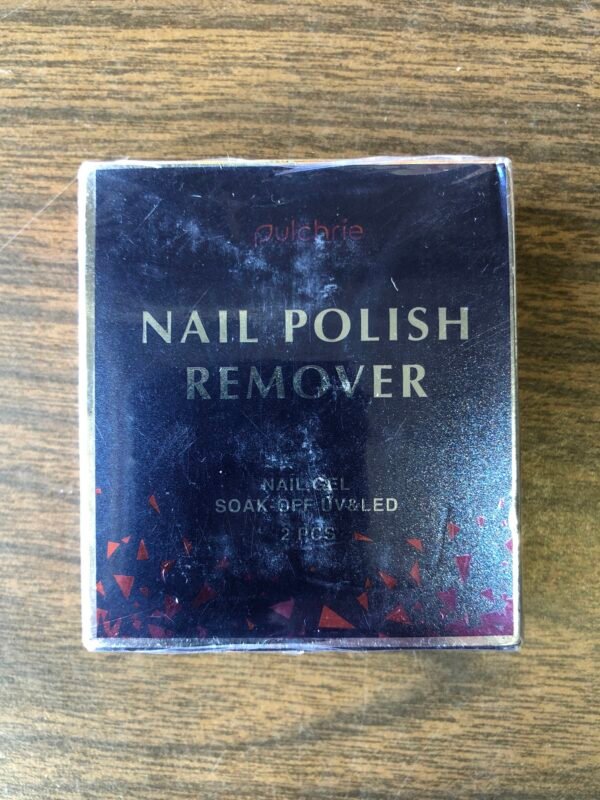 pulchrie
NAIL POLISH
REMOVER
NAIL GEL
SOAK-OFF UV&LED
2 PCS